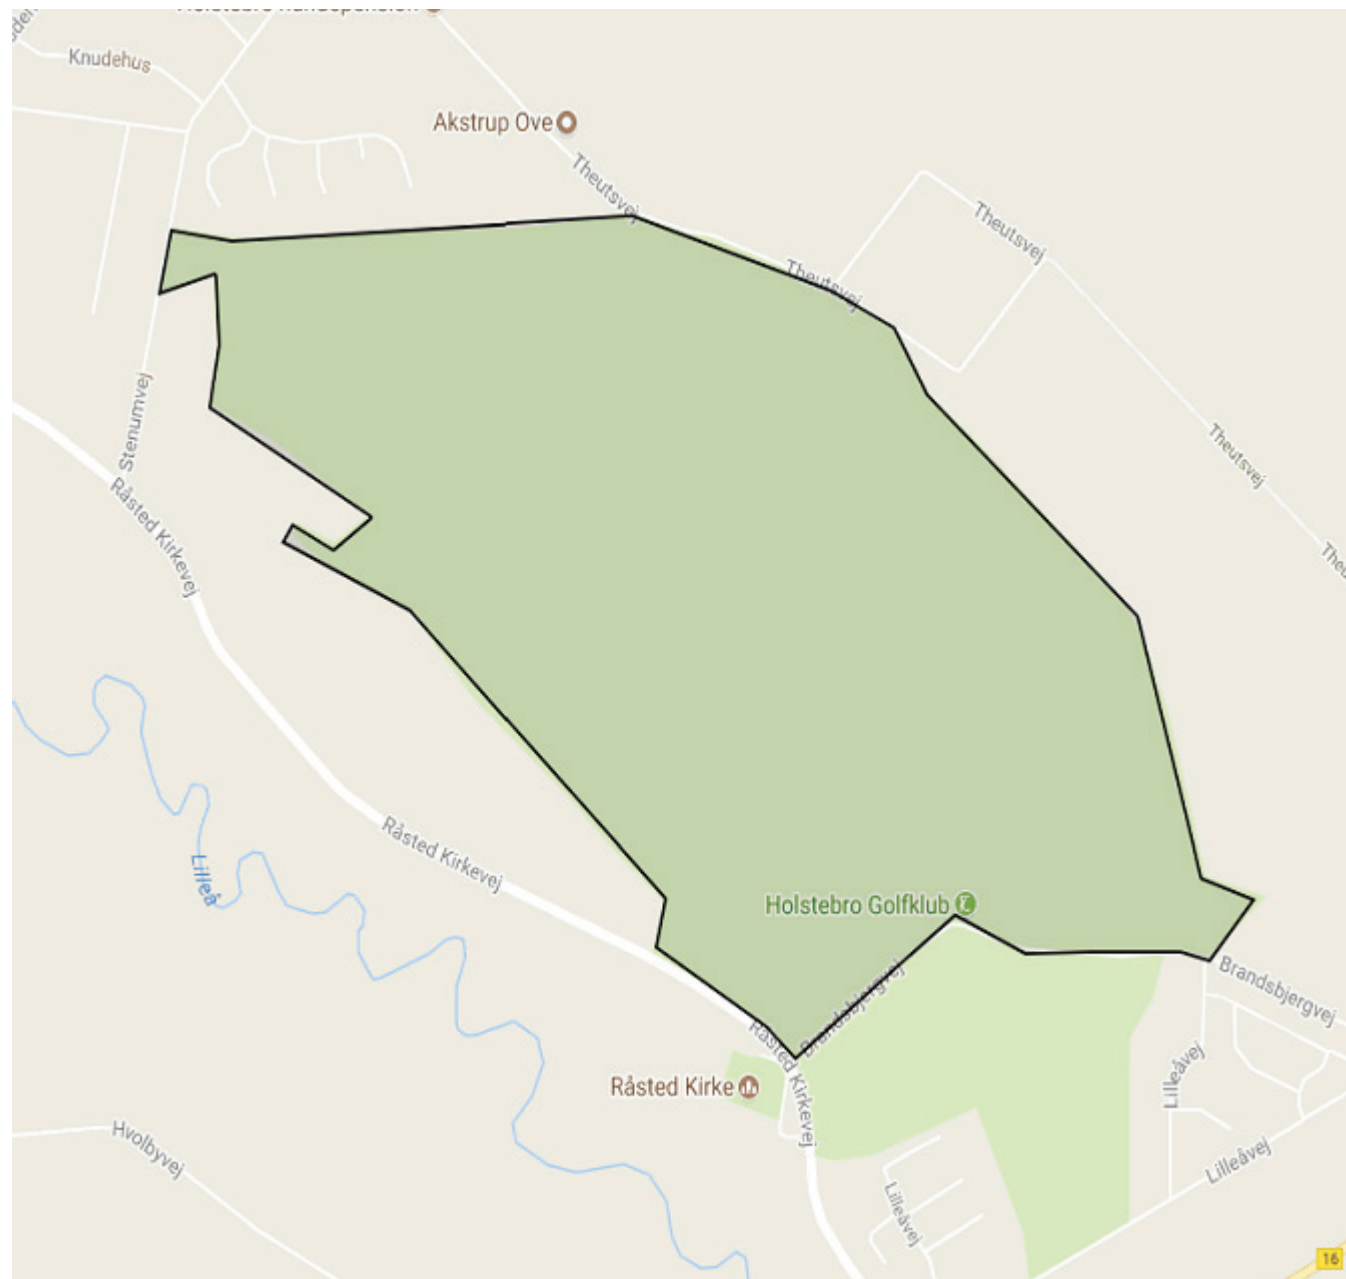 Knudehus
Akstrup Ove
Theutsvej
Theutsvej
Theutsvej
Stenumvej
Theutsvej
Råsted Kirkevej
Råsted Kirkevej
Lilleå
Holstebro Golfklub
Brandsbjergvej
Brandsbjergvej
Råsted Kirkevej
Råsted Kirke
Lilleåvej
Hvolbyvej
Lilleåvej
Lilleåvej
16